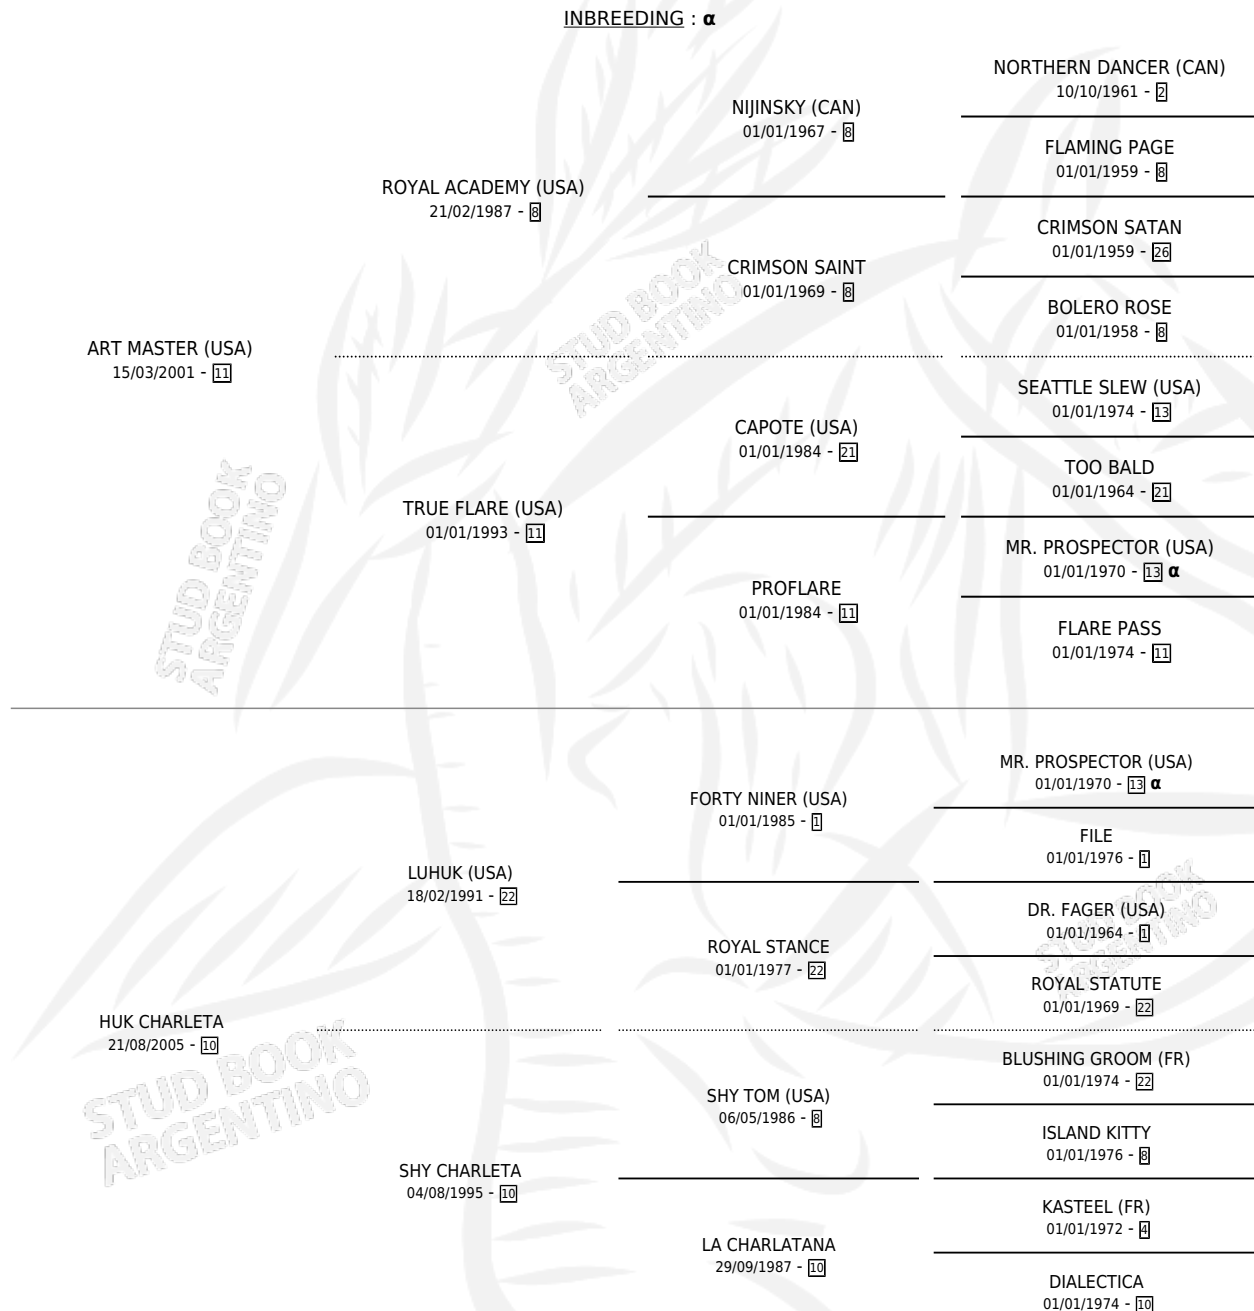 INBREEDING : α
NORTHERN DANCER (CAN)
10/10/1961 - 2
NIJINSKY (CAN)
01/01/1967 - 8
FLAMING PAGE
01/01/1959 - 8
ROYAL ACADEMY (USA)
21/02/1987 - 8
CRIMSON SATAN
01/01/1959 - 26
CRIMSON SAINT
01/01/1969 - 8
BOLERO ROSE
01/01/1958 - 8
ART MASTER (USA)
15/03/2001 - 11
SEATTLE SLEW (USA)
01/01/1974 - 13
CAPOTE (USA)
01/01/1984 - 21
TOO BALD
01/01/1964 - 21
TRUE FLARE (USA)
01/01/1993 - 11
MR. PROSPECTOR (USA)
01/01/1970 - 13 α
PROFLARE
01/01/1984 - 11
FLARE PASS
01/01/1974 - 11
MR. PROSPECTOR (USA)
01/01/1970 - 13 α
FORTY NINER (USA)
01/01/1985 - 1
FILE
01/01/1976 - 1
LUHUK (USA)
18/02/1991 - 22
DR. FAGER (USA)
01/01/1964 - 1
ROYAL STANCE
01/01/1977 - 22
ROYAL STATUTE
01/01/1969 - 22
HUK CHARLETA
21/08/2005 - 10
BLUSHING GROOM (FR)
01/01/1974 - 22
SHY TOM (USA)
06/05/1986 - 8
ISLAND KITTY
01/01/1976 - 8
SHY CHARLETA
04/08/1995 - 10
KASTEEL (FR)
01/01/1972 - 4
LA CHARLATANA
29/09/1987 - 10
DIALECTICA
01/01/1974 - 10
STUD BOOK
ARGENTINO
STUD BOOK
ARGENTINO
STUD BOOK
ARGENTINO
STUD BOOK
ARGENTINO